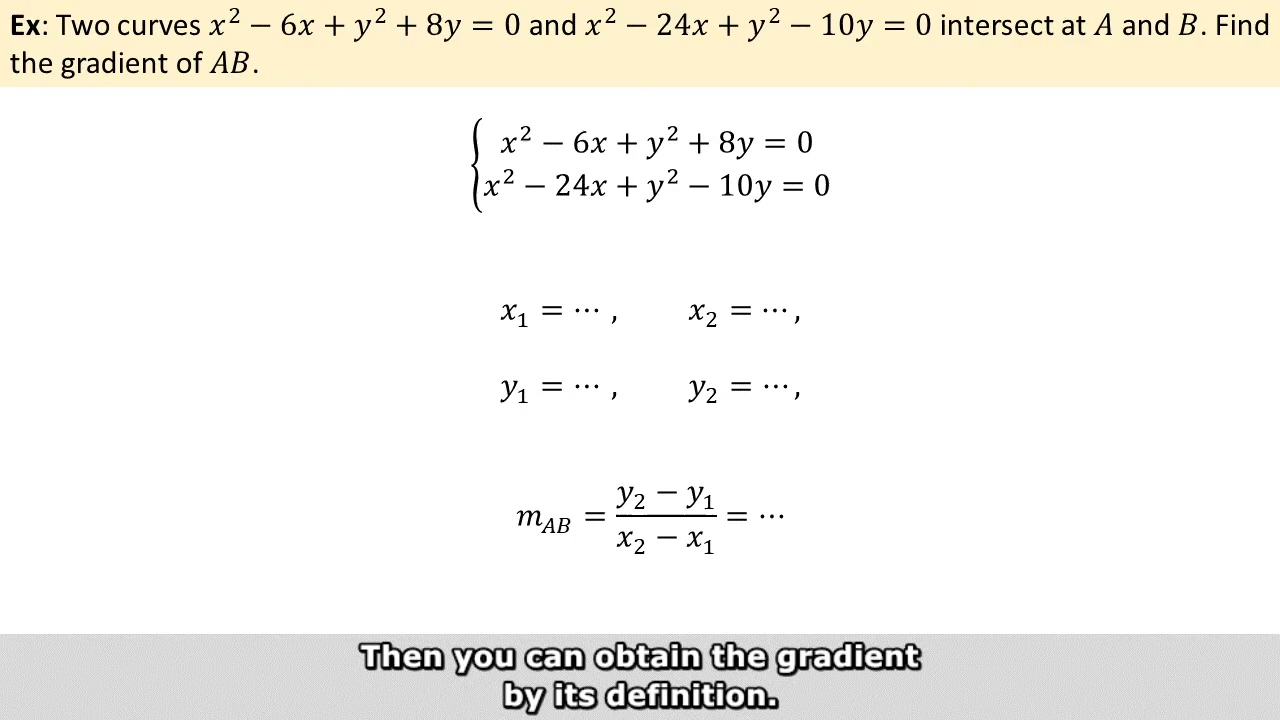 Ex: Two curves x² − 6x + y² + 8y = 0 and x² − 24x + y² − 10y = 0 intersect at A and B. Find
the gradient of AB.
x² − 6x + y² + 8y = 0
x² − 24x + y² − 10y = 0
x₁ = ⋯ , x₂ = ⋯ ,
y₁ = ⋯ , y₂ = ⋯ ,
m_AB = (y₂ − y₁)/(x₂ − x₁) = ⋯
Then you can obtain the gradient
by its definition.